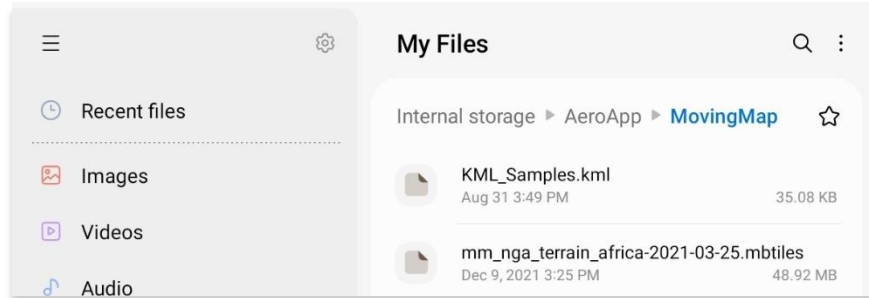 My Files
Recent files
Images
Videos
Audio
Internal storage ▸ AeroApp ▸ MovingMap
KML_Samples.kml
Aug 31 3:49 PM 35.08 KB
mm_nga_terrain_africa-2021-03-25.mbtiles
Dec 9, 2021 3:25 PM 48.92 MB